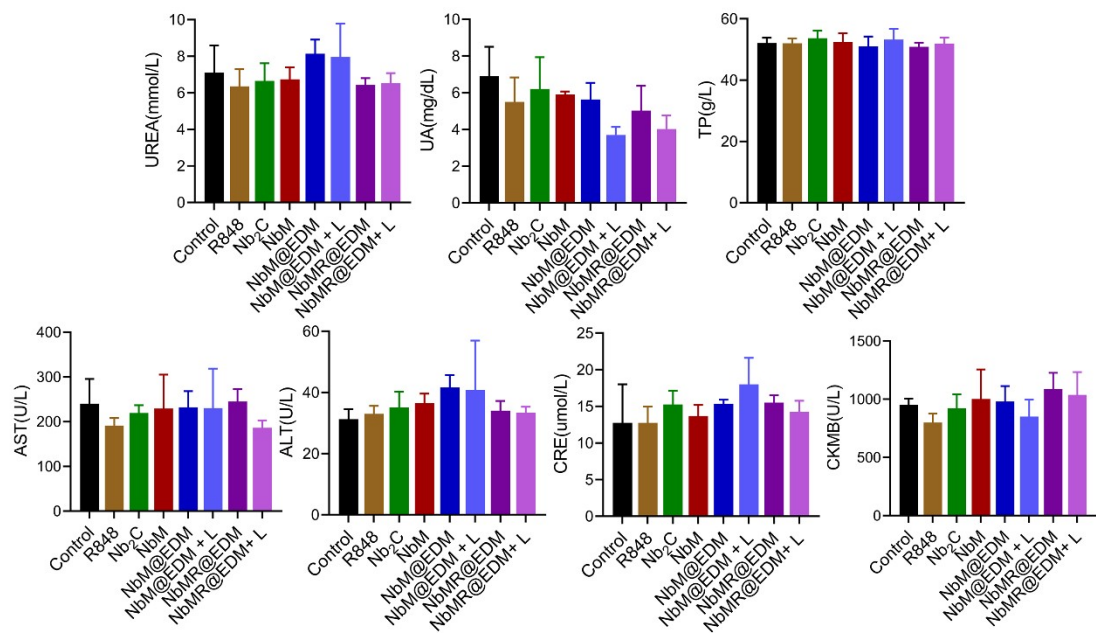 UREA(mmol/L)
10
8
6
4
2
0
Control
R848
Nb₂C
NbM
NbM@EDM
NbM@EDM + L
NbMR@EDM
NbMR@EDM+ L
UA(mg/dL)
10
8
6
4
2
0
Control
R848
Nb₂C
NbM
NbM@EDM
NbM@EDM + L
NbMR@EDM
NbMR@EDM+ L
TP(g/L)
60
40
20
0
Control
R848
Nb₂C
NbM
NbM@EDM
NbM@EDM + L
NbMR@EDM
NbMR@EDM+ L
AST(U/L)
400
300
200
100
0
Control
R848
Nb₂C
NbM
NbM@EDM
NbM@EDM + L
NbMR@EDM
NbMR@EDM+ L
ALT(U/L)
60
40
20
0
Control
R848
Nb₂C
NbM
NbM@EDM
NbM@EDM + L
NbMR@EDM
NbMR@EDM+ L
CRE(umol/L)
25
20
15
10
5
0
Control
R848
Nb₂C
NbM
NbM@EDM
NbM@EDM + L
NbMR@EDM
NbMR@EDM+ L
CKMB(U/L)
1500
1000
500
0
Control
R848
Nb₂C
NbM
NbM@EDM
NbM@EDM + L
NbMR@EDM
NbMR@EDM+ L